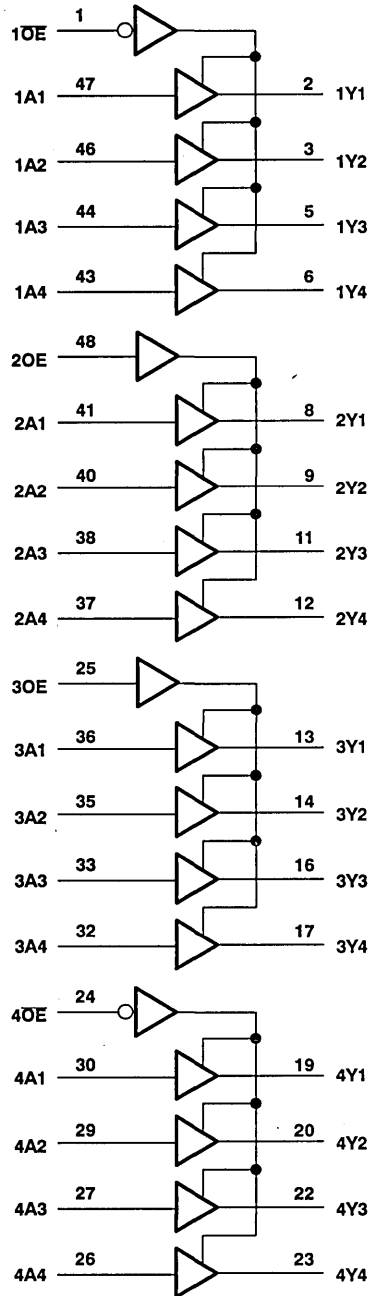 1O̅E̅ 1
1A1 47 2 1Y1
1A2 46 3 1Y2
1A3 44 5 1Y3
1A4 43 6 1Y4
2OE 48
2A1 41 8 2Y1
2A2 40 9 2Y2
2A3 38 11 2Y3
2A4 37 12 2Y4
3OE 25
3A1 36 13 3Y1
3A2 35 14 3Y2
3A3 33 16 3Y3
3A4 32 17 3Y4
4O̅E̅ 24
4A1 30 19 4Y1
4A2 29 20 4Y2
4A3 27 22 4Y3
4A4 26 23 4Y4